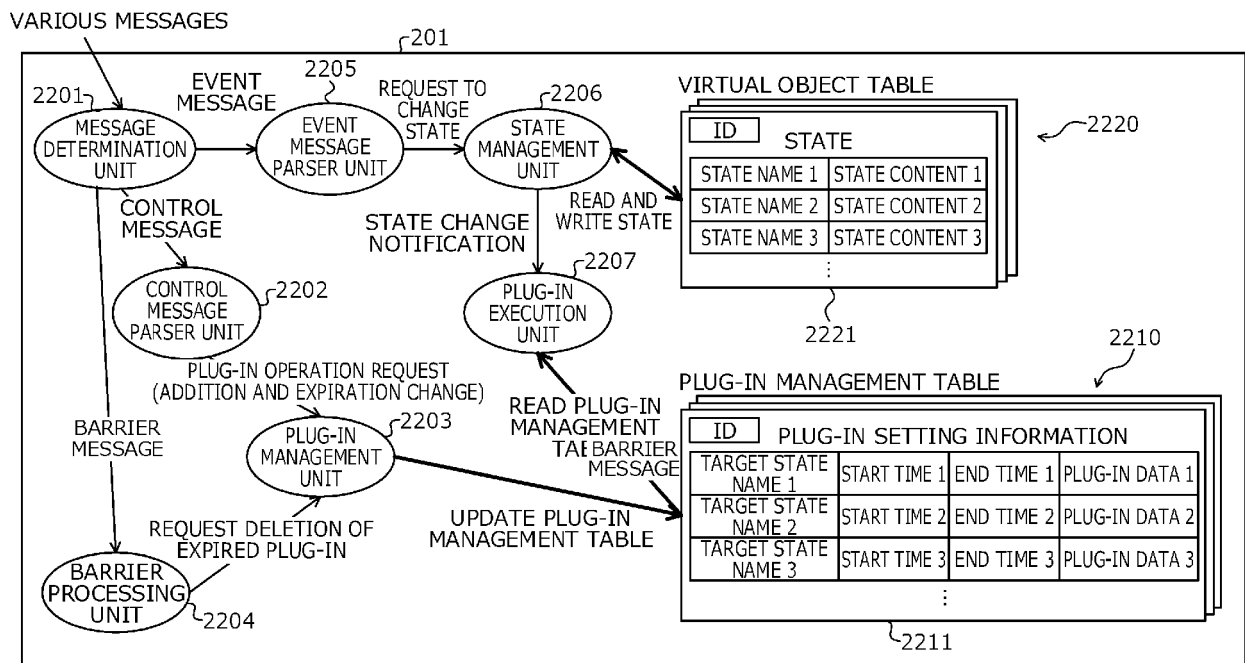 VARIOUS MESSAGES
201
2201
MESSAGE
DETERMINATION
UNIT
EVENT
MESSAGE
2205
EVENT
MESSAGE
PARSER UNIT
REQUEST TO
CHANGE
STATE
2206
STATE
MANAGEMENT
UNIT
VIRTUAL OBJECT TABLE
2220
ID
STATE
STATE NAME 1 STATE CONTENT 1
STATE NAME 2 STATE CONTENT 2
STATE NAME 3 STATE CONTENT 3
⋮
2221
READ AND
WRITE STATE
CONTROL
MESSAGE
STATE CHANGE
NOTIFICATION
2202
CONTROL
MESSAGE
PARSER UNIT
2207
PLUG-IN
EXECUTION
UNIT
PLUG-IN OPERATION REQUEST
(ADDITION AND EXPIRATION CHANGE)
2203
PLUG-IN
MANAGEMENT
UNIT
BARRIER
MESSAGE
READ PLUG-IN
MANAGEMENT
TAB
BARRIER
MESSAGE
2210
PLUG-IN MANAGEMENT TABLE
ID
PLUG-IN SETTING INFORMATION
TARGET STATE
NAME 1 START TIME 1 END TIME 1 PLUG-IN DATA 1
TARGET STATE
NAME 2 START TIME 2 END TIME 2 PLUG-IN DATA 2
TARGET STATE
NAME 3 START TIME 3 END TIME 3 PLUG-IN DATA 3
⋮
2211
UPDATE PLUG-IN
MANAGEMENT TABLE
REQUEST DELETION OF
EXPIRED PLUG-IN
BARRIER
PROCESSING
UNIT
2204